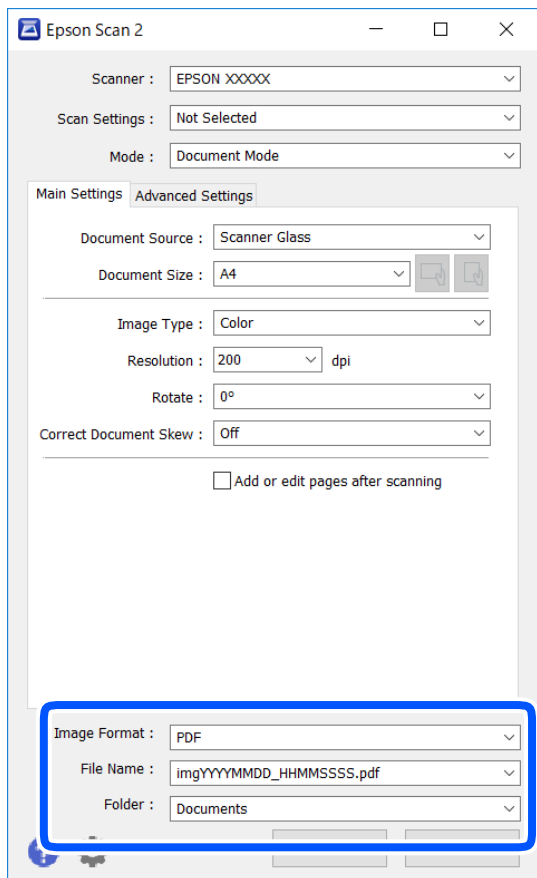 Epson Scan 2
Scanner : EPSON XXXXX
Scan Settings : Not Selected
Mode : Document Mode
Main Settings Advanced Settings
Document Source : Scanner Glass
Document Size : A4
Image Type : Color
Resolution : 200 dpi
Rotate : 0°
Correct Document Skew : Off
Add or edit pages after scanning
Image Format : PDF
File Name : imgYYYYMMDD_HHMMSSSS.pdf
Folder : Documents